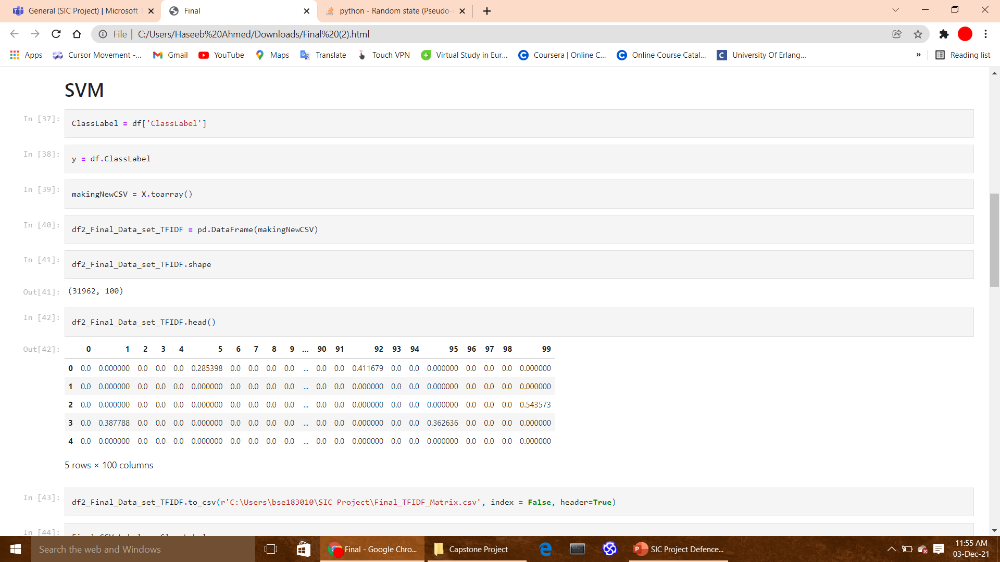 General (SIC Project) | Microsoft T
Final
python - Random state (Pseudo-r
File | C:/Users/Haseeb%20Ahmed/Downloads/Final%20(2).html
Apps
Cursor Movement -...
Gmail
YouTube
Maps
Translate
Touch VPN
Virtual Study in Eur...
Coursera | Online C...
Online Course Catal...
University Of Erlang...
»
Reading list
SVM
In [37]: ClassLabel = df['ClassLabel']
In [38]: y = df.ClassLabel
In [39]: makingNewCSV = X.toarray()
In [40]: df2_Final_Data_set_TFIDF = pd.DataFrame(makingNewCSV)
In [41]: df2_Final_Data_set_TFIDF.shape
Out[41]: (31962, 100)
In [42]: df2_Final_Data_set_TFIDF.head()
Out[42]: 0 1 2 3 4 5 6 7 8 9 ... 90 91 92 93 94 95 96 97 98 99
0 0.0 0.000000 0.0 0.0 0.0 0.285398 0.0 0.0 0.0 0.0 ... 0.0 0.0 0.411679 0.0 0.0 0.000000 0.0 0.0 0.0 0.000000
1 0.0 0.000000 0.0 0.0 0.0 0.000000 0.0 0.0 0.0 0.0 ... 0.0 0.0 0.000000 0.0 0.0 0.000000 0.0 0.0 0.0 0.000000
2 0.0 0.000000 0.0 0.0 0.0 0.000000 0.0 0.0 0.0 0.0 ... 0.0 0.0 0.000000 0.0 0.0 0.000000 0.0 0.0 0.0 0.543573
3 0.0 0.387788 0.0 0.0 0.0 0.000000 0.0 0.0 0.0 0.0 ... 0.0 0.0 0.000000 0.0 0.0 0.362636 0.0 0.0 0.0 0.000000
4 0.0 0.000000 0.0 0.0 0.0 0.000000 0.0 0.0 0.0 0.0 ... 0.0 0.0 0.000000 0.0 0.0 0.000000 0.0 0.0 0.0 0.000000
5 rows × 100 columns
In [43]: df2_Final_Data_set_TFIDF.to_csv(r'C:\Users\bse183010\SIC Project\Final_TFIDF_Matrix.csv', index = False, header=True)
In [44]:
Search the web and Windows
Final - Google Chro...
Capstone Project
SIC Project Defence...
11:55 AM
03-Dec-21